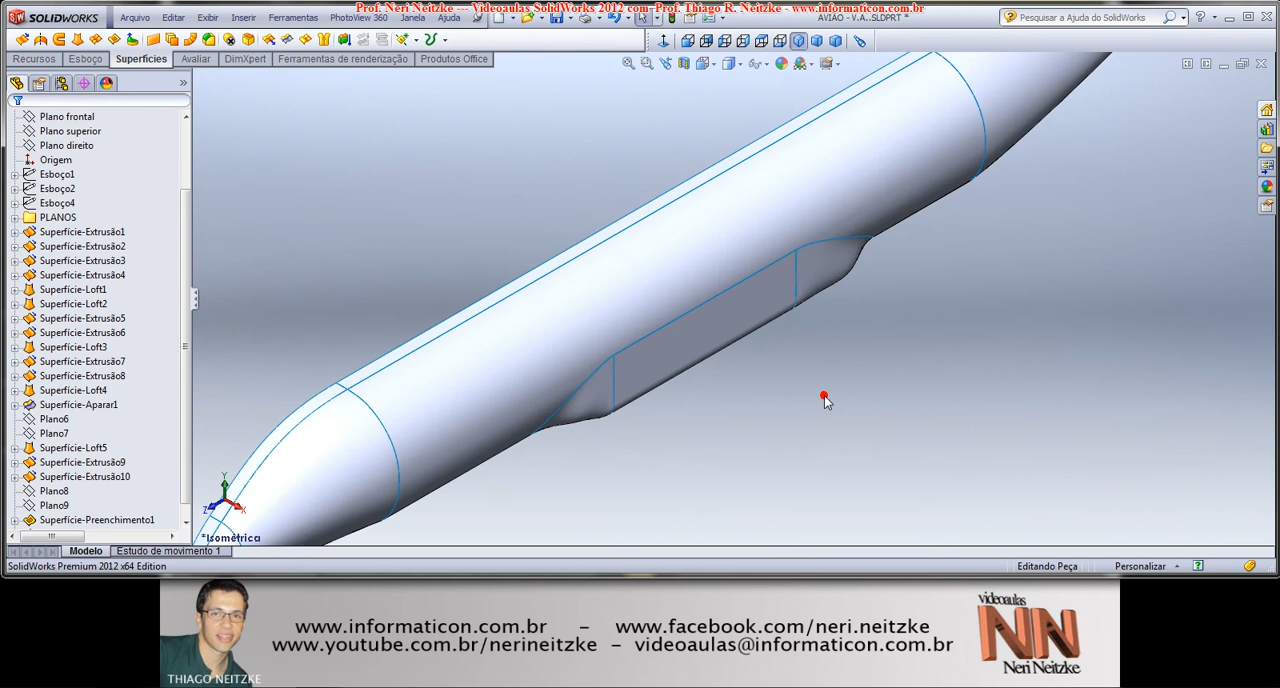 Prof. Neri Neitzke --- Videoaulas SolidWorks 2012 com Prof. Thiago R. Neitzke - www.informaticon.com.br
SOLIDWORKS Arquivo Editar Exibir Inserir Ferramentas PhotoView 360 Janela Ajuda AVIÃO - V.A..SLDPRT * Pesquisar a Ajuda do SolidWorks
Recursos Esboço Superfícies Avaliar DimXpert Ferramentas de renderização Produtos Office
Plano frontal
Plano superior
Plano direito
Origem
Esboço1
Esboço2
Esboço4
PLANOS
Superfície-Extrusão1
Superfície-Extrusão2
Superfície-Extrusão3
Superfície-Extrusão4
Superfície-Loft1
Superfície-Loft2
Superfície-Extrusão5
Superfície-Extrusão6
Superfície-Loft3
Superfície-Extrusão7
Superfície-Extrusão8
Superfície-Loft4
Superfície-Aparar1
Plano6
Plano7
Superfície-Loft5
Superfície-Extrusão9
Superfície-Extrusão10
Plano8
Plano9
Superfície-Preenchimento1
Y
Z X
*Isométrica
Modelo Estudo de movimento 1
SolidWorks Premium 2012 x64 Edition Editando Peça Personalizar
www.informaticon.com.br - www.facebook.com/neri.neitzke
www.youtube.com.br/nerineitzke - videoaulas@informaticon.com.br
THIAGO NEITZKE
videoaulas
NN
Neri Neitzke